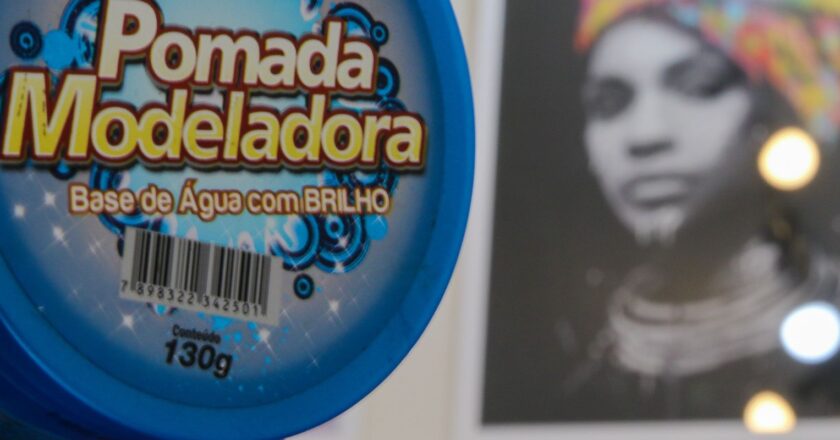 Pomada
Modeladora
Base de Água com BRILHO
7 898322 342501
Conteúdo
130g